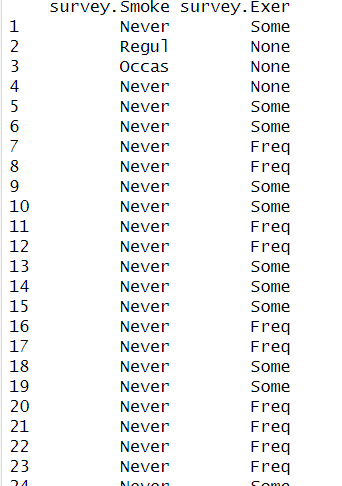 survey.Smoke survey.Exer
1 Never Some
2 Regul None
3 Occas None
4 Never None
5 Never Some
6 Never Some
7 Never Freq
8 Never Freq
9 Never Some
10 Never Some
11 Never Freq
12 Never Freq
13 Never Some
14 Never Some
15 Never Some
16 Never Freq
17 Never Freq
18 Never Some
19 Never Some
20 Never Freq
21 Never Freq
22 Never Freq
23 Never Freq
24 Never Some